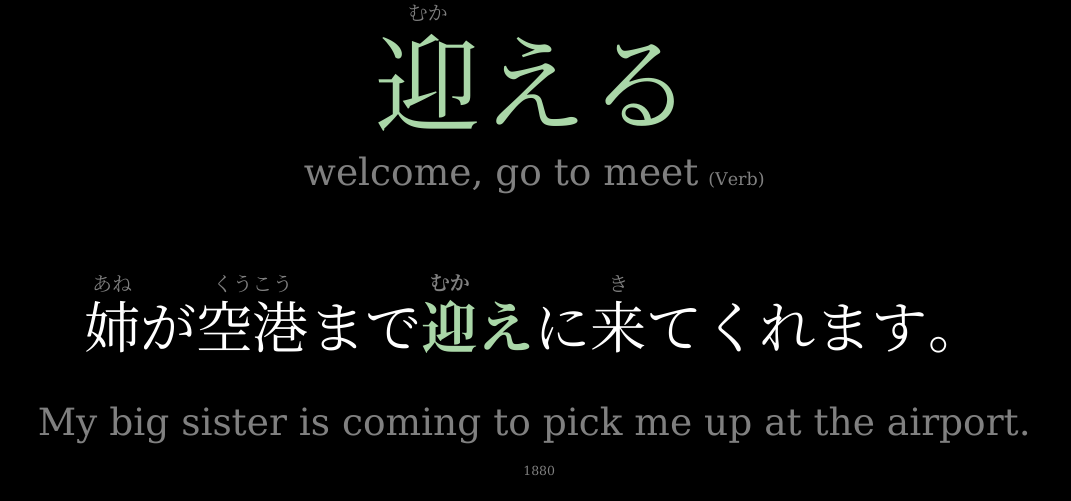 むか
迎える
welcome, go to meet (Verb)
あね くうこう むか き
姉が空港まで迎えに来てくれます。
My big sister is coming to pick me up at the airport.
1880